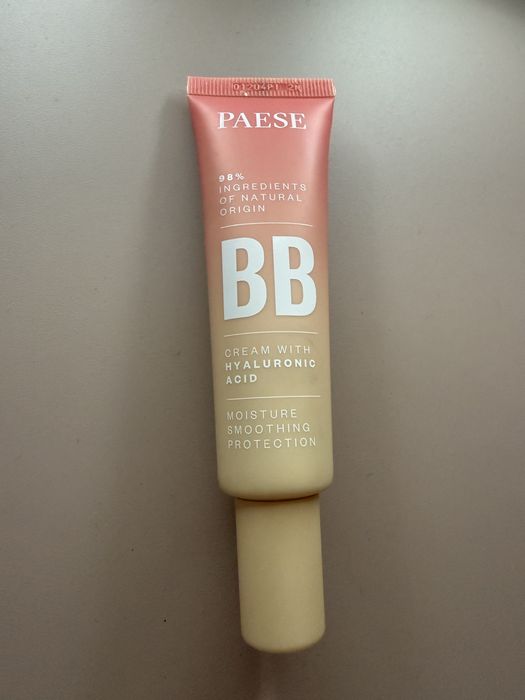 PAESE
98%
INGREDIENTS
OF NATURAL
ORIGIN
BB
CREAM WITH
HYALURONIC
ACID
MOISTURE
SMOOTHING
PROTECTION